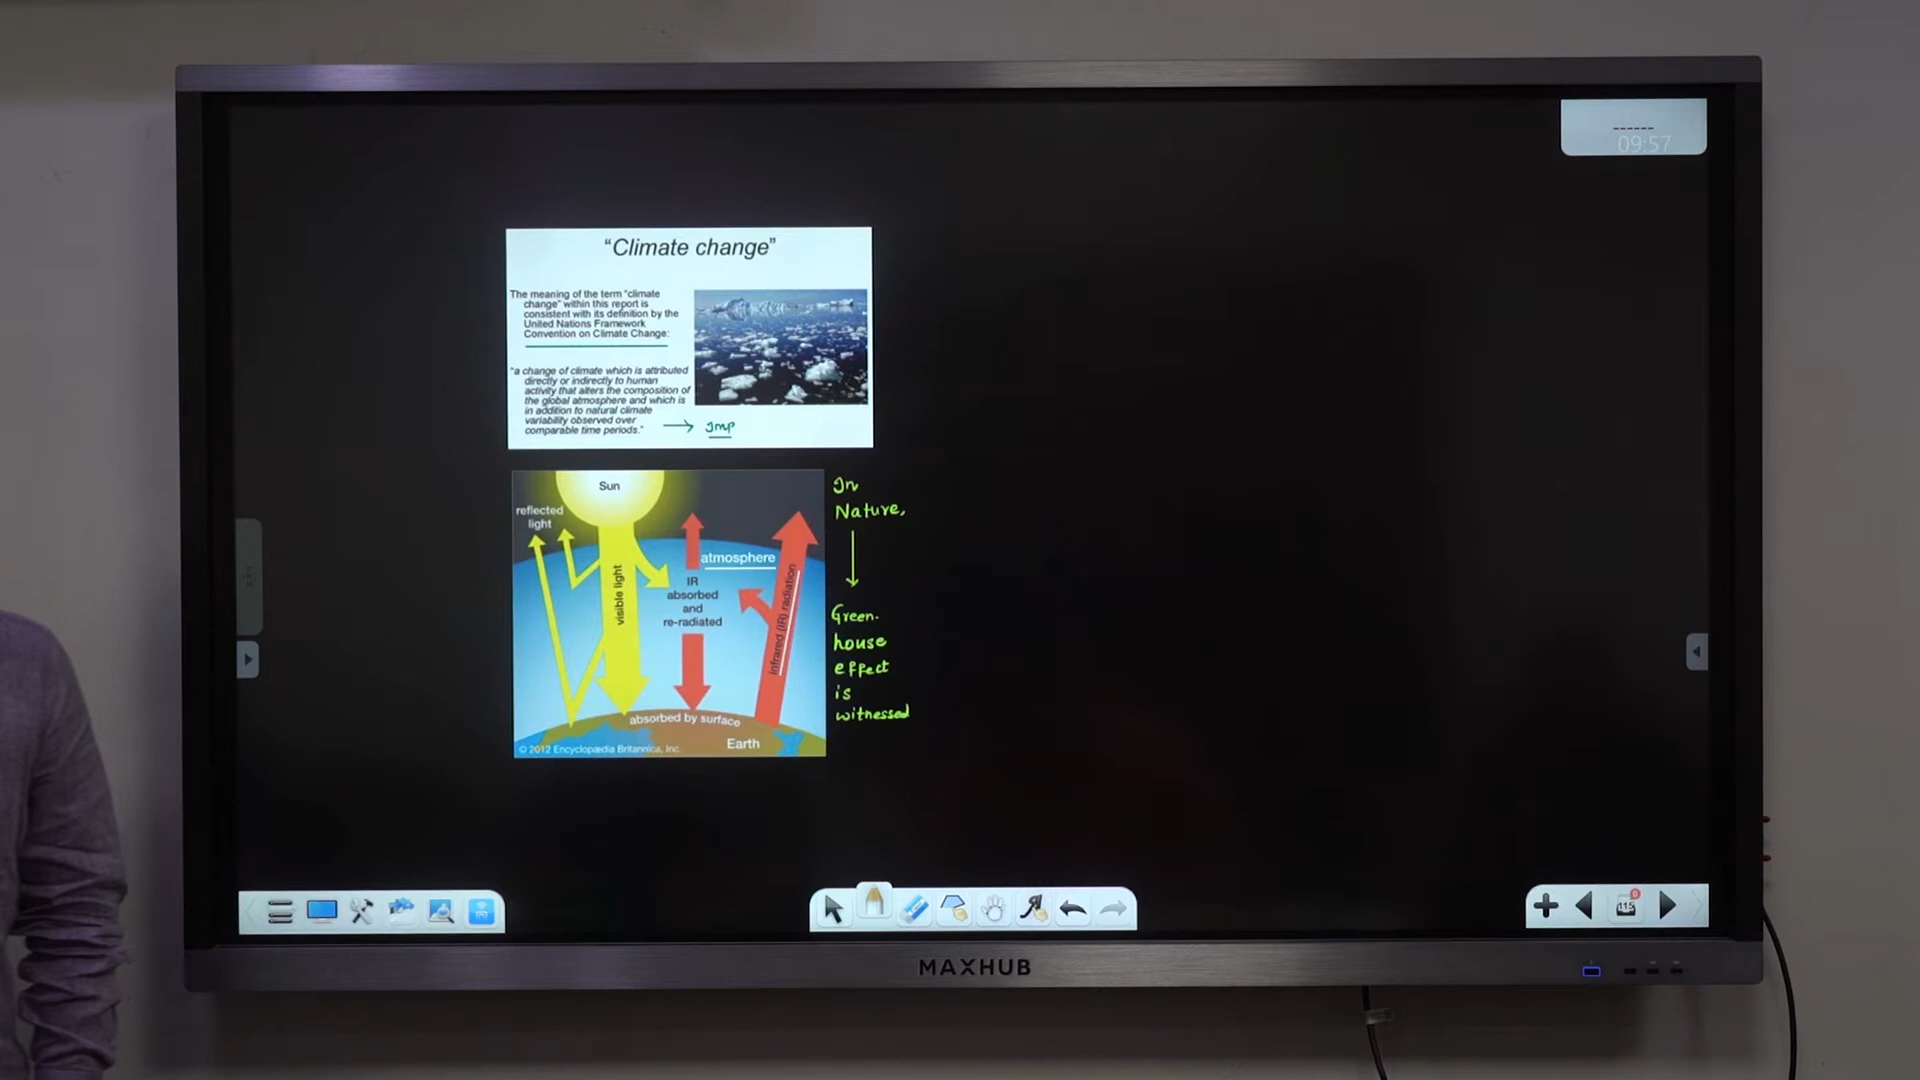 09:57
“Climate change”
The meaning of the term “climate
change” within this report is
consistent with its definition by the
United Nations Framework
Convention on Climate Change:
“a change of climate which is attributed
directly or indirectly to human
activity that alters the composition of
the global atmosphere and which is
in addition to natural climate
variability observed over
comparable time periods.”
→ Imp
Sun
reflected
light
visible light
atmosphere
IR
absorbed
and
re-radiated
Infrared (IR) radiation
absorbed by surface
Earth
© 2012 Encyclopædia Britannica, Inc.
In
Nature,
Green-
house
effect
is
witnessed
115
MAXHUB